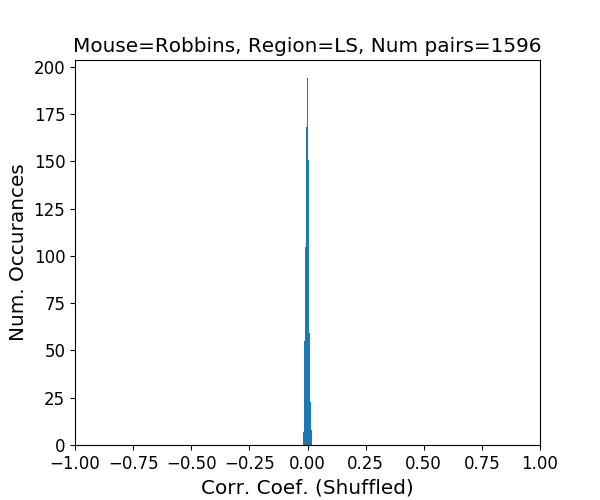 Mouse=Robbins, Region=LS, Num pairs=1596
200
175
150
125
100
75
50
25
0
Num. Occurances
−1.00 −0.75 −0.50 −0.25 0.00 0.25 0.50 0.75 1.00
Corr. Coef. (Shuffled)